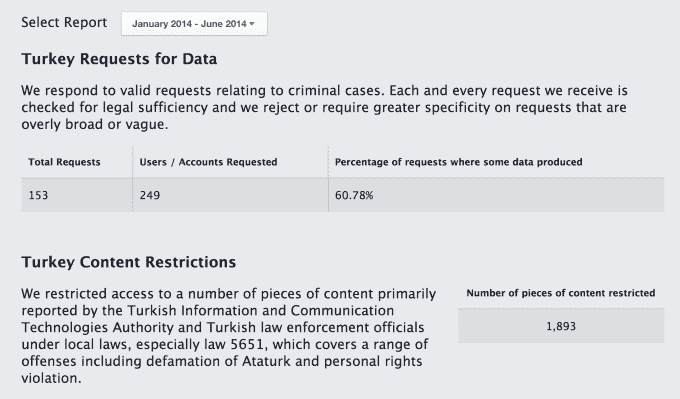 Select Report January 2014 - June 2014
Turkey Requests for Data
We respond to valid requests relating to criminal cases. Each and every request we receive is
checked for legal sufficiency and we reject or require greater specificity on requests that are
overly broad or vague.
Total Requests Users / Accounts Requested Percentage of requests where some data produced
153 249 60.78%
Turkey Content Restrictions
We restricted access to a number of pieces of content primarily
reported by the Turkish Information and Communication
Technologies Authority and Turkish law enforcement officials
under local laws, especially law 5651, which covers a range of
offenses including defamation of Ataturk and personal rights
violation.
Number of pieces of content restricted
1,893